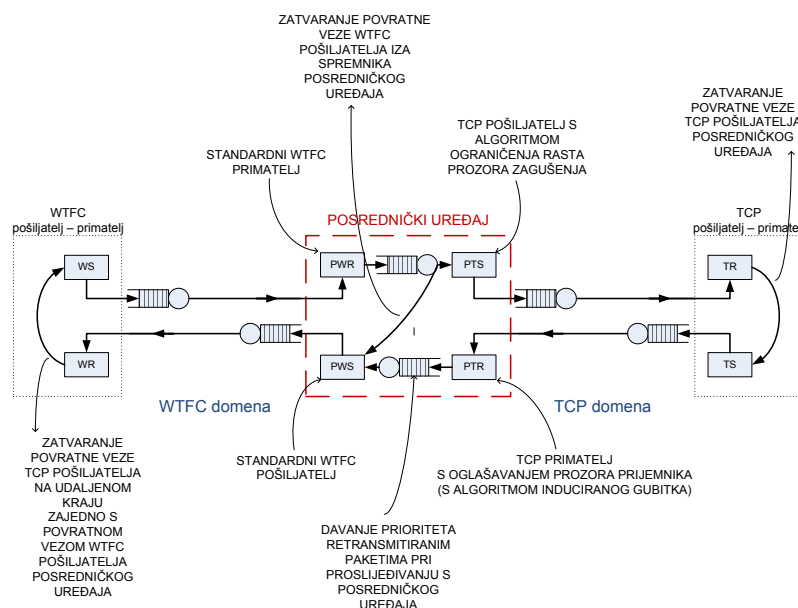 ZATVARANJE POVRATNE
VEZE WTFC
POŠILJATELJA IZA
SPREMNIKA
POSREDNIČKOG
UREĐAJA
ZATVARANJE
POVRATNE VEZE
TCP POŠILJATELJA
POSREDNIČKOG
UREĐAJA
TCP POŠILJATELJ S
ALGORITMOM
OGRANIČENJA RASTA
PROZORA ZAGUŠENJA
STANDARDNI WTFC
PRIMATELJ
WTFC
pošiljatelj – primatelj
POSREDNIČKI UREĐAJ
TCP
pošiljatelj – primate
WS
PWR
PTS
TR
WR
PWS
PTR
TS
WTFC domena
TCP domena
ZATVARANJE
POVRATNE VEZE
TCP POŠILJATELJA
NA UDALJENOM
KRAJU
ZAJEDNO S
POVRATNOM
VEZOM WTFC
POŠILJATELJA
POSREDNIČKOG
UREĐAJA
STANDARDNI WTFC
POŠILJATELJ
TCP PRIMATELJ
S OGLAŠAVANJEM PROZORA PRIJEMNIKA
(S ALGORITMOM INDUCIRANOG GUBITKA)
DAVANJE PRIORITETA
RETRANSMITIRANIM
PAKETIMA PRI
PROSLIJEĐIVANJU S
POSREDNIČKOG
UREĐAJA